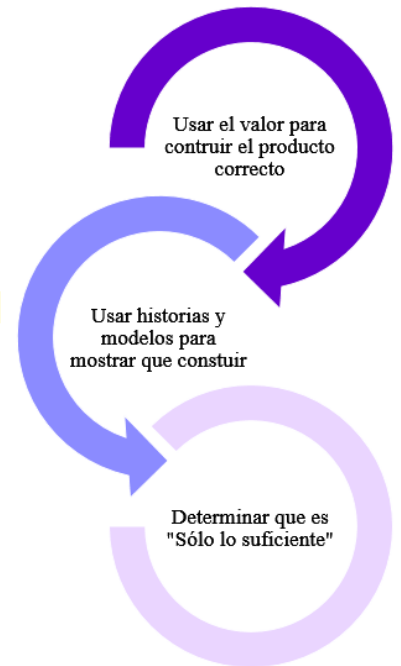 Usar el valor para
contruir el producto
correcto
Usar historias y
modelos para
mostrar que constuir
Determinar que es
"Sólo lo suficiente"